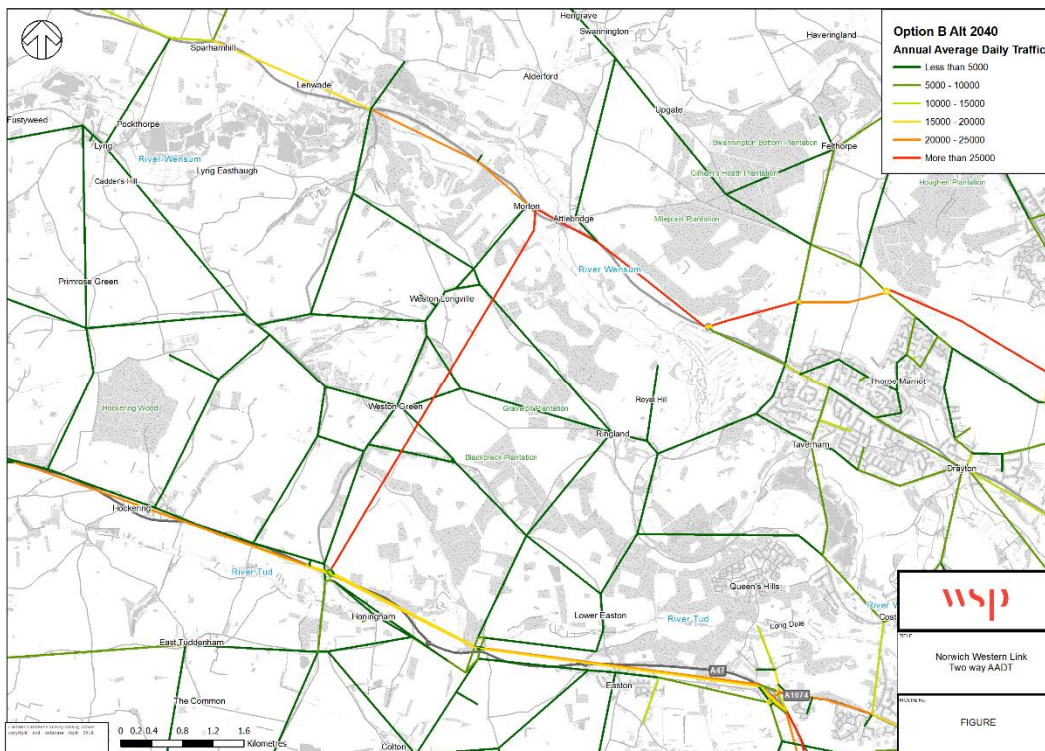 Option B Alt 2040
Annual Average Daily Traffic
Less than 5000
5000 - 10000
10000 - 15000
15000 - 20000
20000 - 25000
More than 25000
Hengrave
Swannington
Haveringland
Sparhamhill
Alderford
Lenwade
Upgate
Fustyweed
Pockthorpe
Swannington Bottom Plantation
Felthorpe
Lyng
River Wensum
Lyng Easthaugh
Gilham's Heath Plantation
Cadder's Hill
Houghen Plantation
Morton
Attlebridge
Mileplain Plantation
River Wensum
Primrose Green
Weston Longville
Thorpe Marriot
Royal Hill
Hockering Wood
Weston Green
Gravelpit Plantation
Ringland
Taverham
Blackbreck Plantation
Drayton
Hockering
River Tud
Queen's Hills
Honingham
Lower Easton
River Tud
Long Dale
East Tuddenham
A47
Easton
A1074
The Common
Colton
0 0.2 0.4 0.8 1.2 1.6
Kilometres
wsp
TITLE
Norwich Western Link
Two way AADT
FIGURE